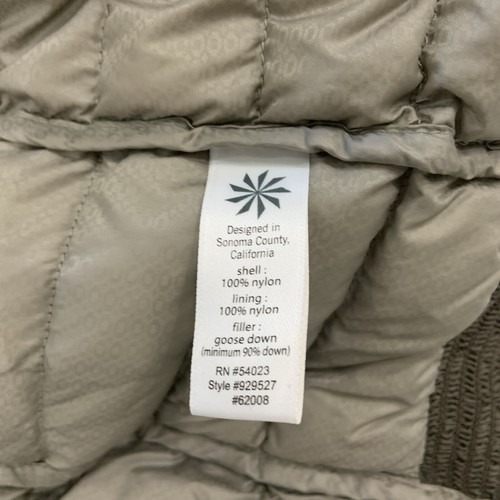 Designed in
Sonoma County,
California
shell :
100% nylon
lining :
100% nylon
filler :
goose down
(minimum 90% down)
RN #54023
Style #929527
#62008